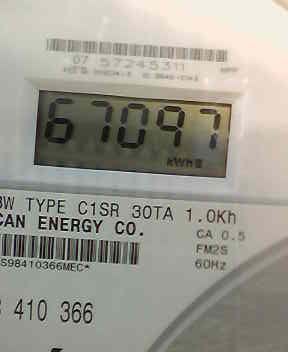 07 57245311
67097
kWh
3W TYPE C1SR 30TA 1.0Kh
CAN ENERGY CO.
CA 0.5
FM2S
60Hz
S98410366MEC*
410 366